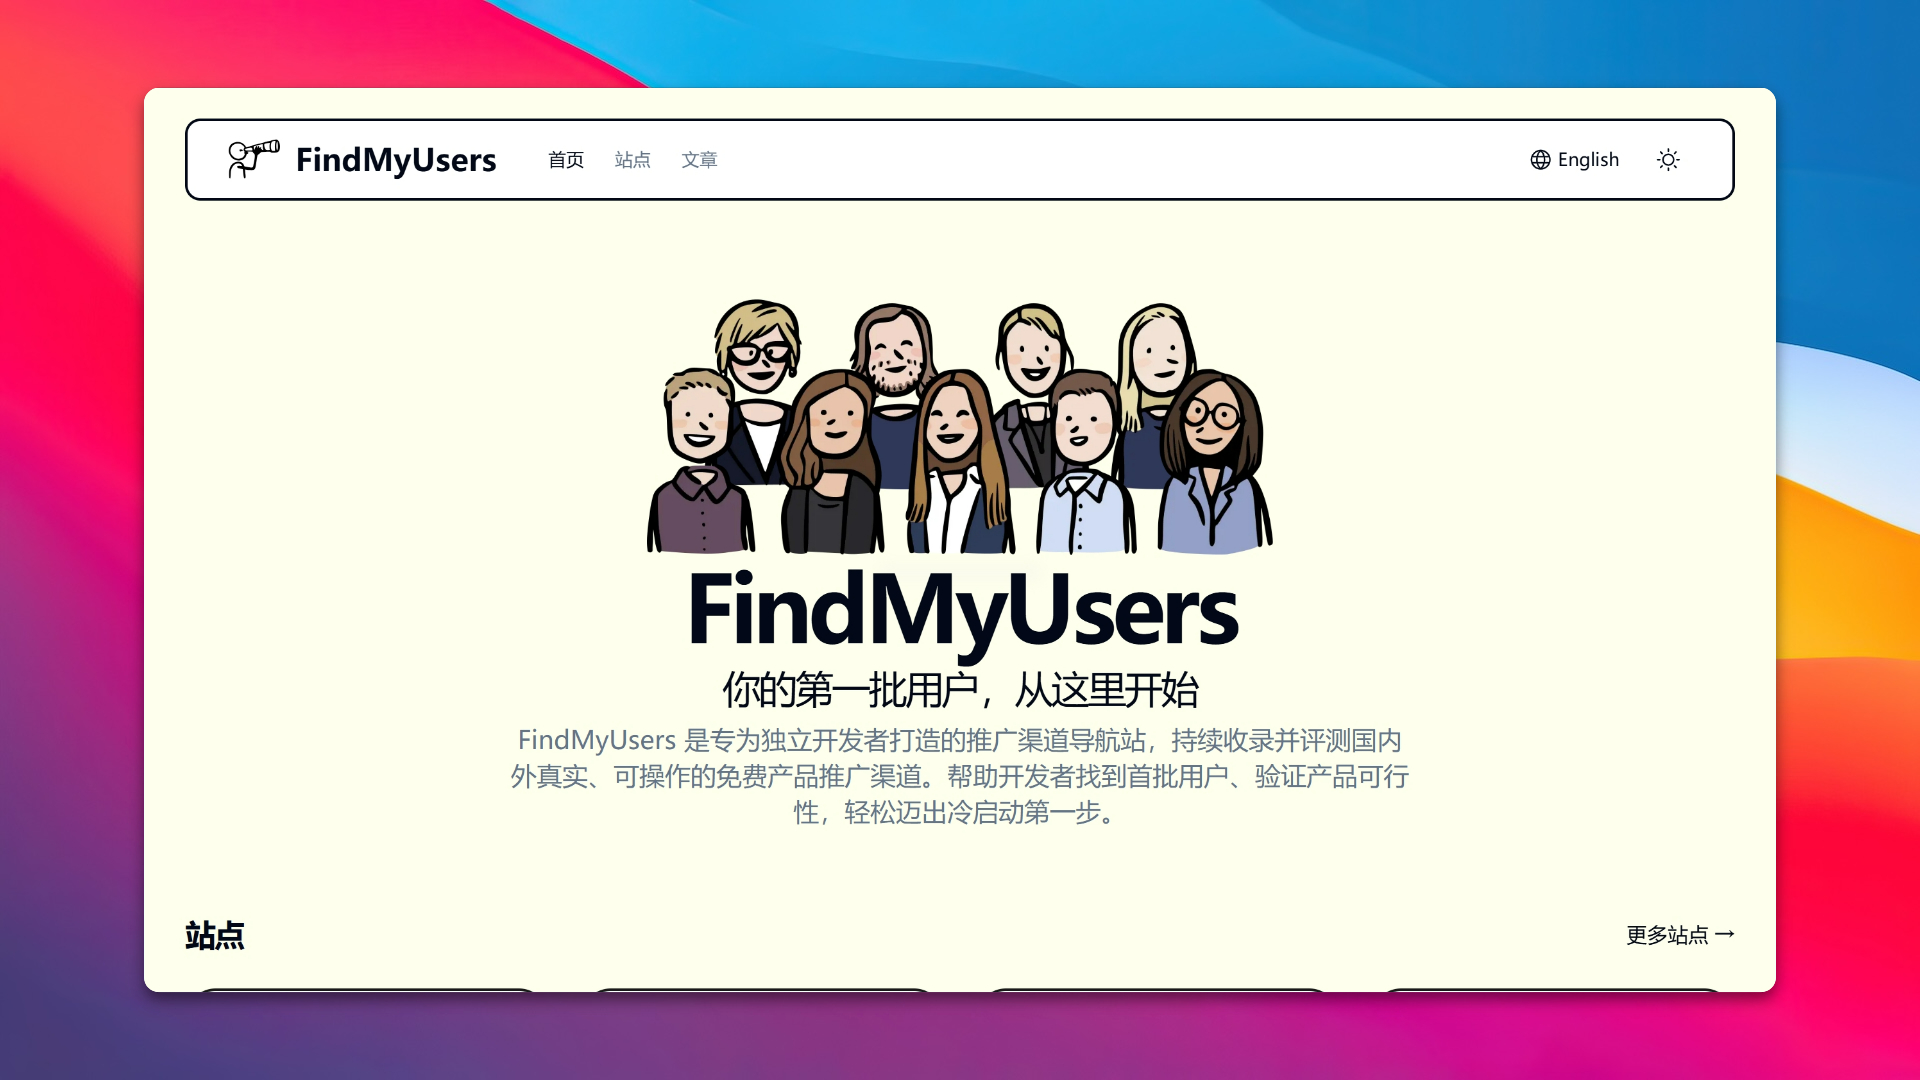 FindMyUsers
首页
站点
文章
English
FindMyUsers
你的第一批用户，从这里开始
FindMyUsers 是专为独立开发者打造的推广渠道导航站，持续收录并评测国内
外真实、可操作的免费产品推广渠道。帮助开发者找到首批用户、验证产品可行
性，轻松迈出冷启动第一步。
站点
更多站点 →